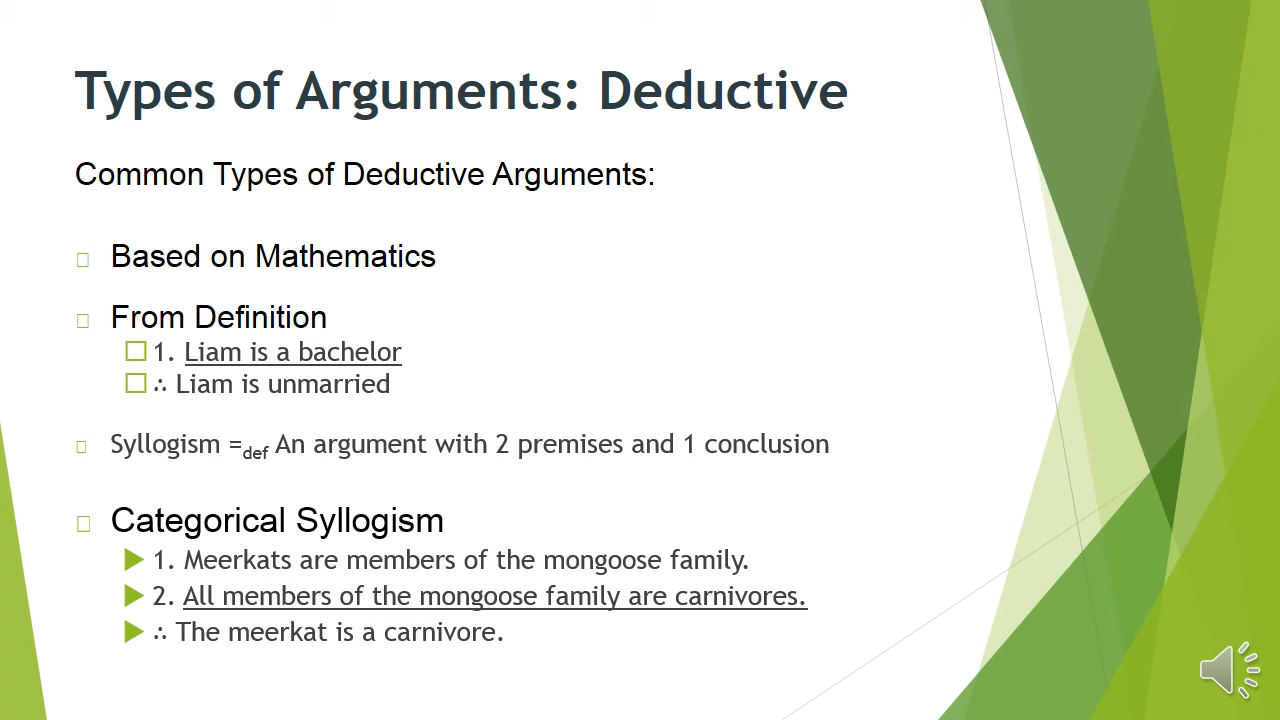 Types of Arguments: Deductive
Common Types of Deductive Arguments:
Based on Mathematics
From Definition
1. Liam is a bachelor
∴ Liam is unmarried
Syllogism =def An argument with 2 premises and 1 conclusion
Categorical Syllogism
1. Meerkats are members of the mongoose family.
2. All members of the mongoose family are carnivores.
∴ The meerkat is a carnivore.